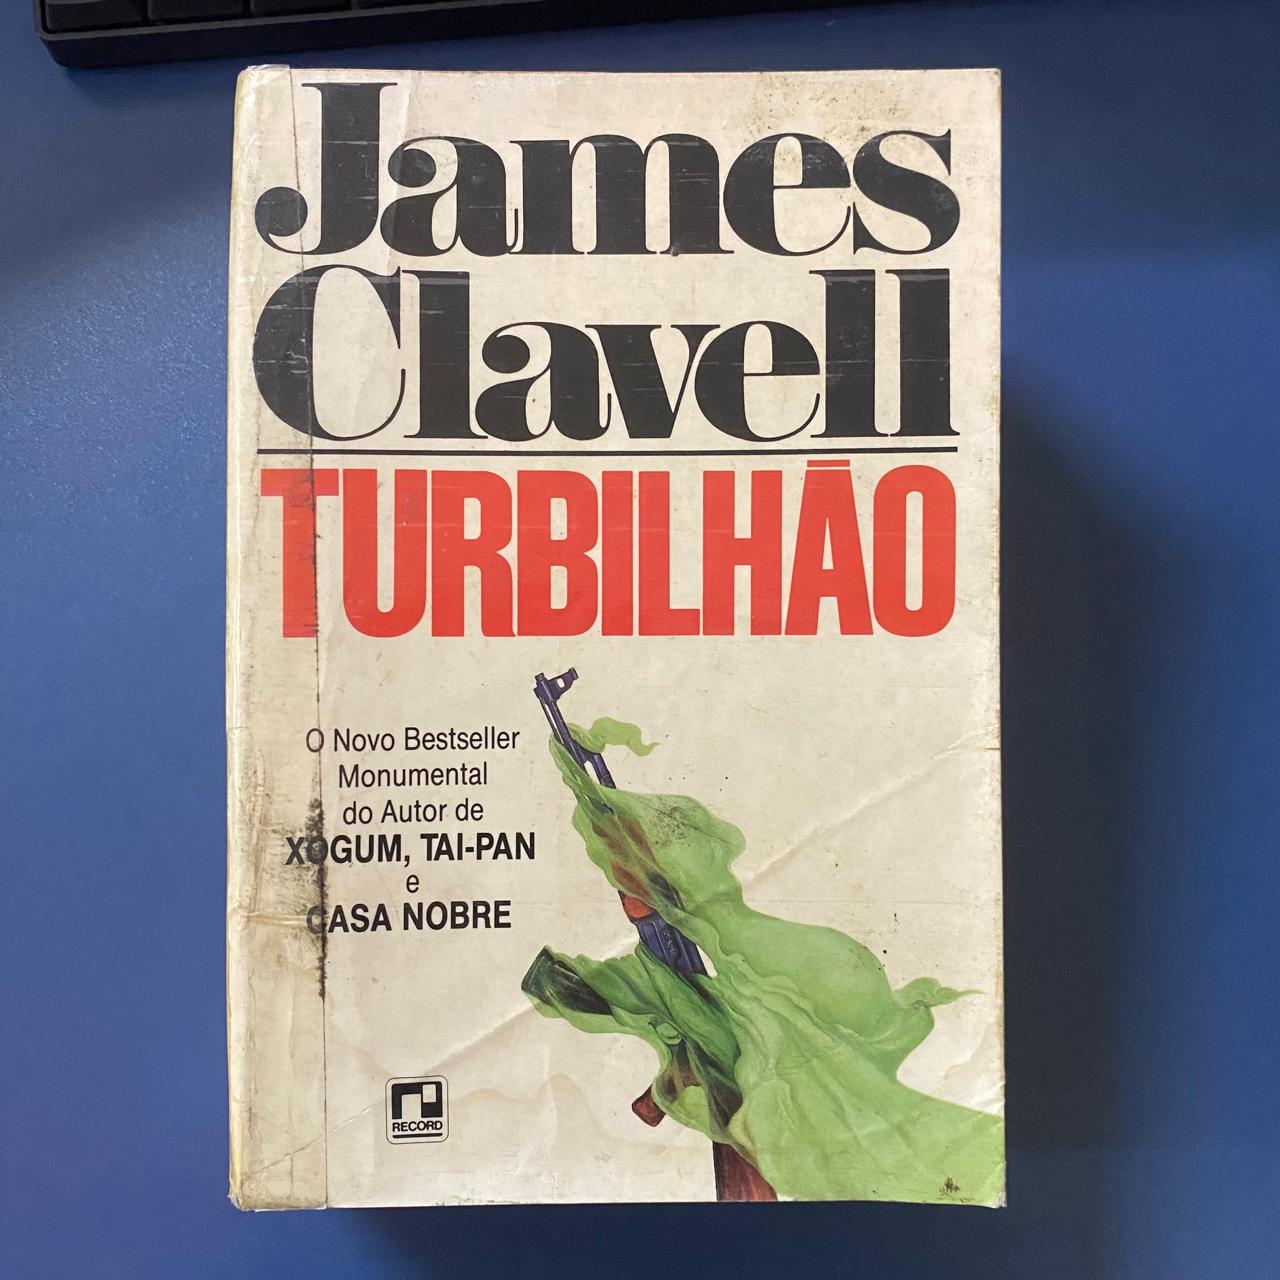 James
Clavell
TURBILHÃO
O Novo Bestseller
Monumental
do Autor de
XOGUM, TAI-PAN
e
CASA NOBRE
RECORD